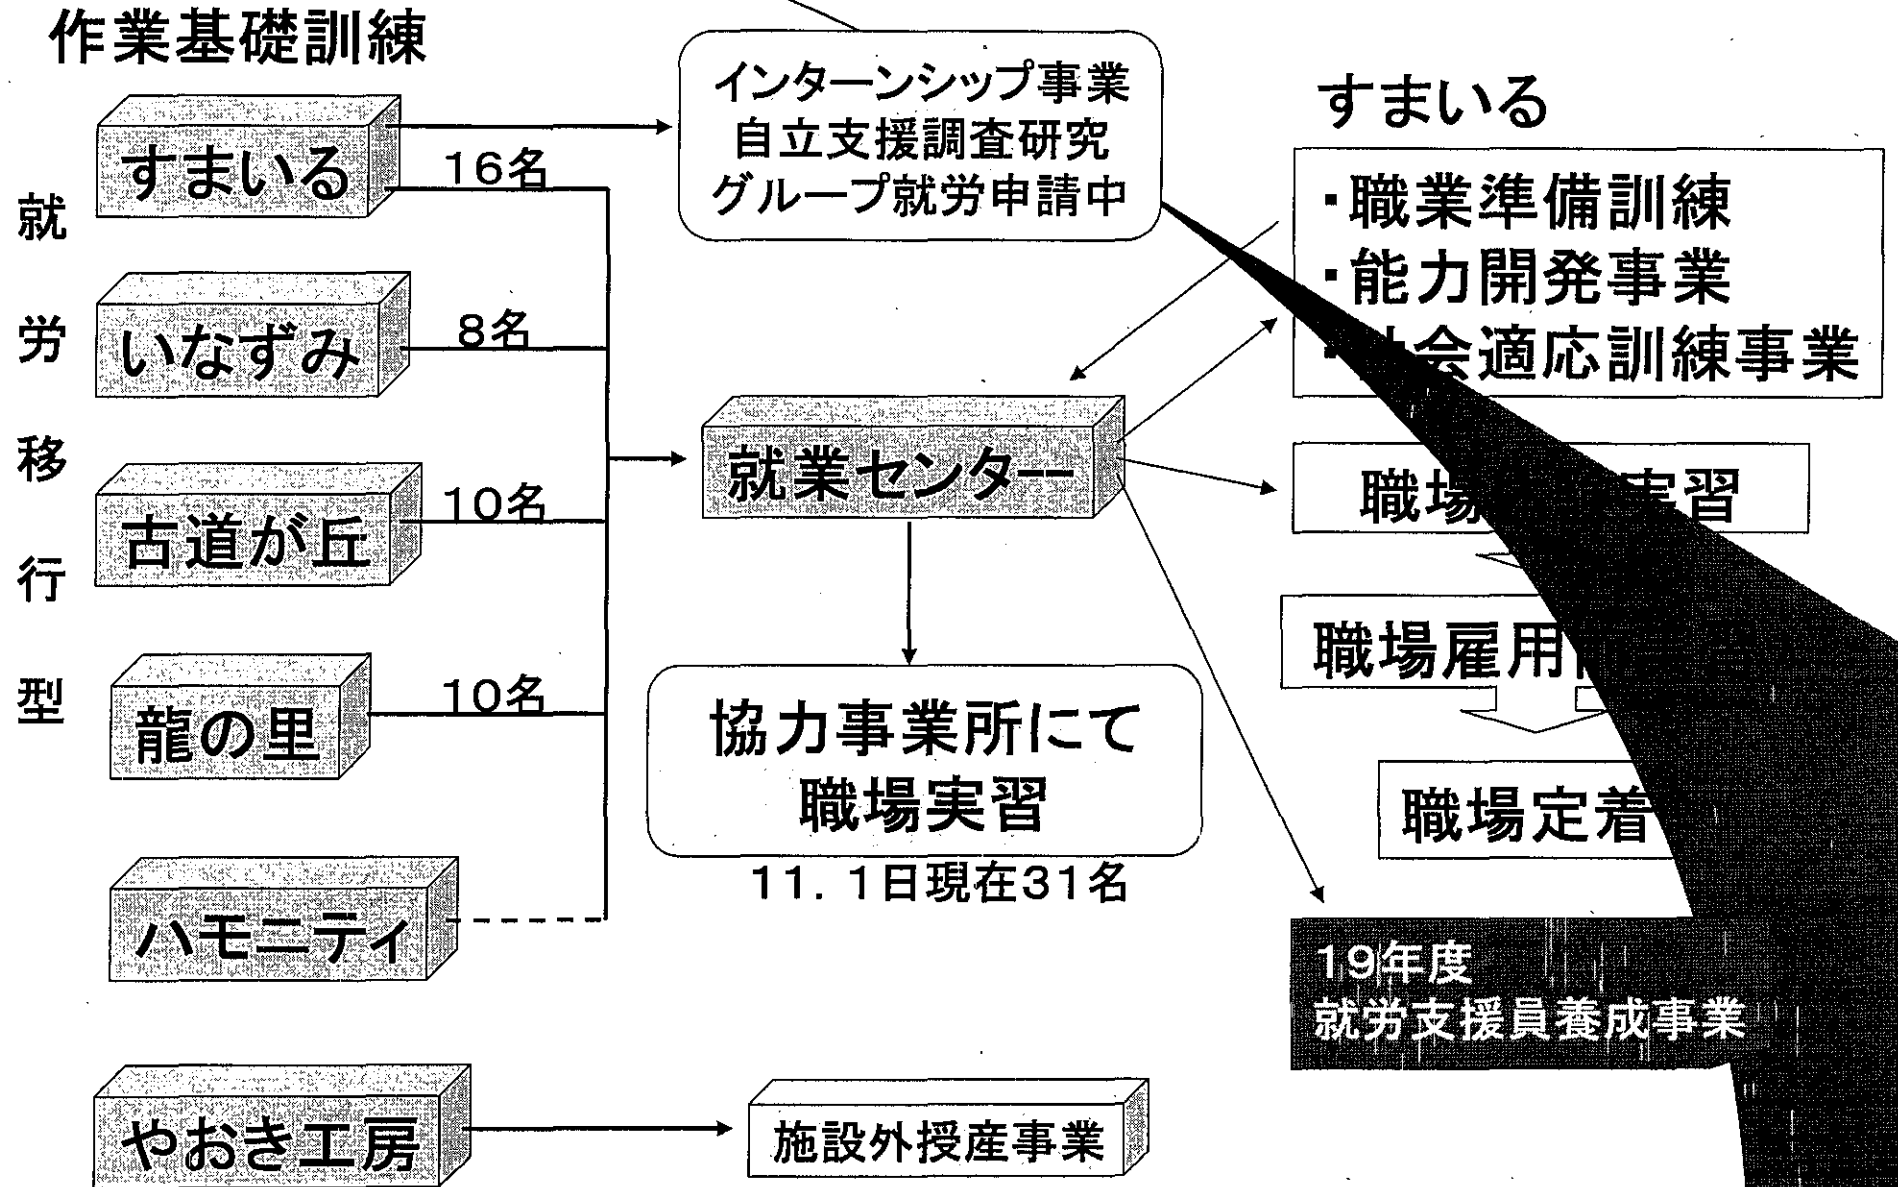 作業基礎訓練
就労移行型
すまいる
16名
いなずみ
8名
古道が丘
10名
龍の里
10名
ハモニティ
やおき工房
インターンシップ事業
自立支援調査研究
グループ就労申請中
就業センター
協力事業所にて
職場実習
11.1日現在31名
施設外授産事業
すまいる
・職業準備訓練
・能力開発事業
会適応訓練事業
職場
実習
職場雇用
職場定着
19年度
就労支援員養成事業